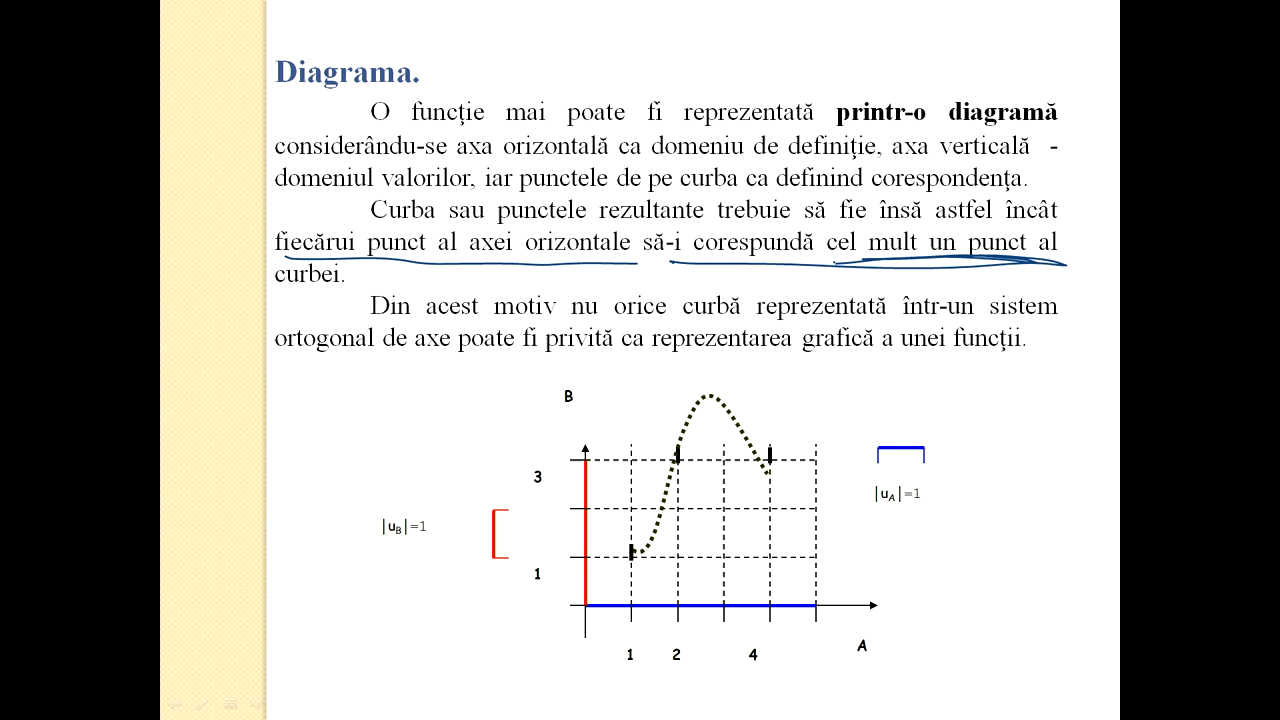 Diagrama.
O funcţie mai poate fi reprezentată printr-o diagramă
considerându-se axa orizontală ca domeniu de definiţie, axa verticală -
domeniul valorilor, iar punctele de pe curba ca definind corespondenţa.
Curba sau punctele rezultante trebuie să fie însă astfel încât
fiecărui punct al axei orizontale să-i corespundă cel mult un punct al
curbei.
Din acest motiv nu orice curbă reprezentată într-un sistem
ortogonal de axe poate fi privită ca reprezentarea grafică a unei funcţii.
B
3
|uA|=1
|uB|=1
1
A
1 2 4